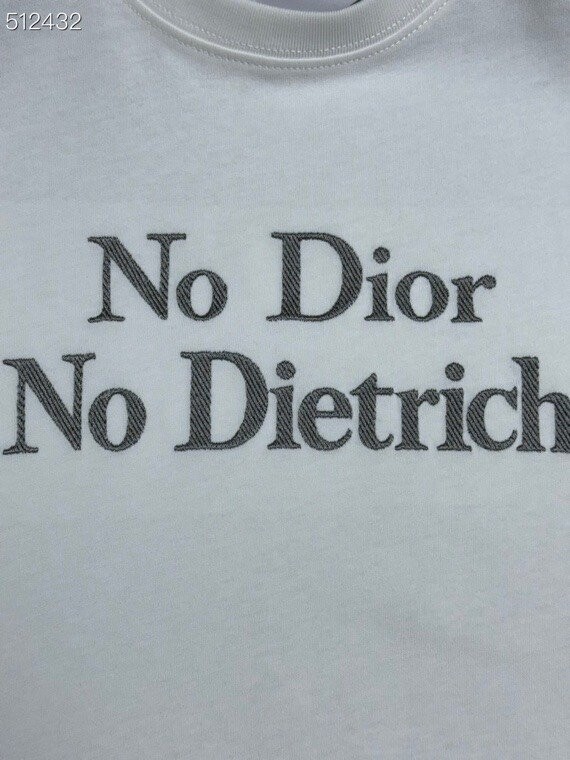 512432
No Dior
No Dietrich